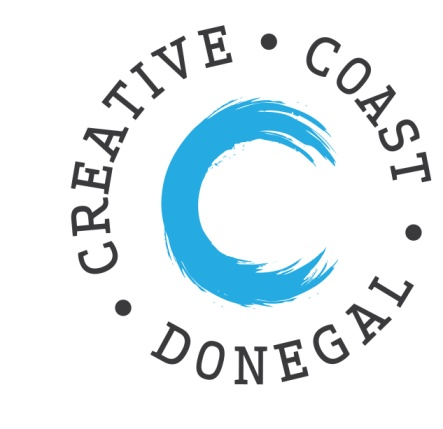 CREATIVE • COAST • DONEGAL •
C